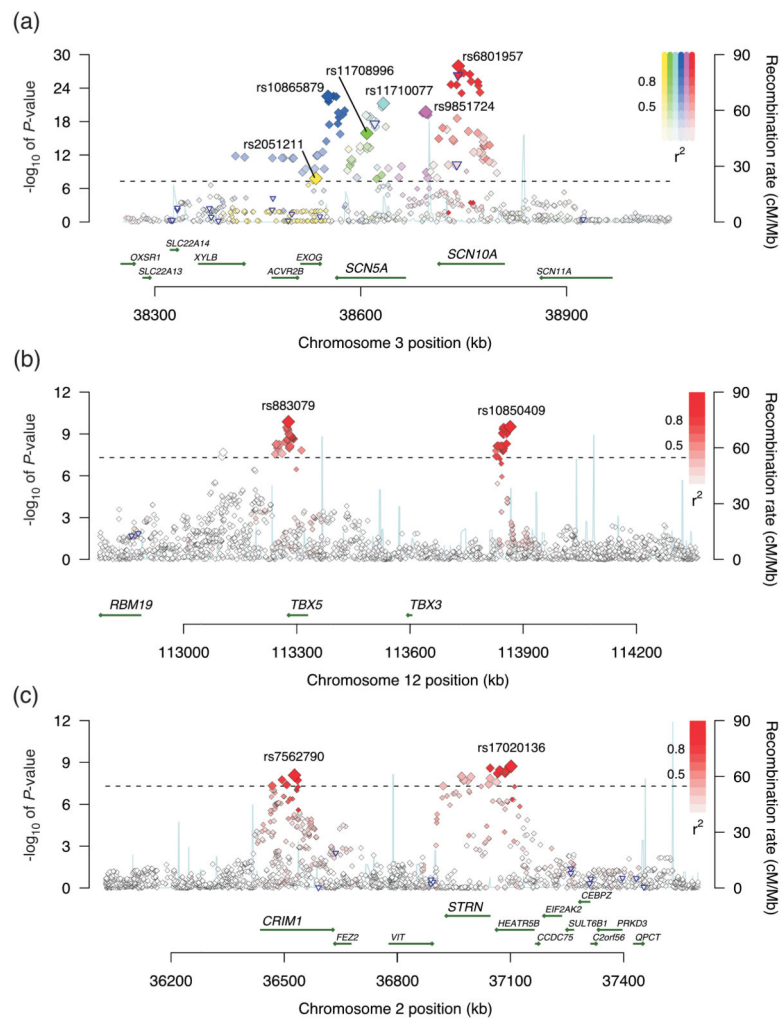 (a)
30
24
18
12
6
0
-log10 of P-value
rs6801957
rs11708996
rs10865879
rs11710077
rs9851724
rs2051211
0.8
0.5
r2
90
60
30
0
Recombination rate (cM/Mb)
SLC22A14
OXSR1
XYLB
EXOG
SCN10A
SLC22A13
ACVR2B
SCN5A
SCN11A
38300
38600
38900
Chromosome 3 position (kb)
(b)
12
9
6
3
0
-log10 of P-value
rs883079
rs10850409
0.8
0.5
r2
90
60
30
0
Recombination rate (cM/Mb)
RBM19
TBX5
TBX3
113000
113300
113600
113900
114200
Chromosome 12 position (kb)
(c)
12
9
6
3
0
-log10 of P-value
rs7562790
rs17020136
0.8
0.5
r2
90
60
30
0
Recombination rate (cM/Mb)
CEBPZ
STRN
EIF2AK2
CRIM1
HEATR5B
SULT6B1
PRKD3
FEZ2
VIT
CCDC75
C2orf56
QPCT
36200
36500
36800
37100
37400
Chromosome 2 position (kb)